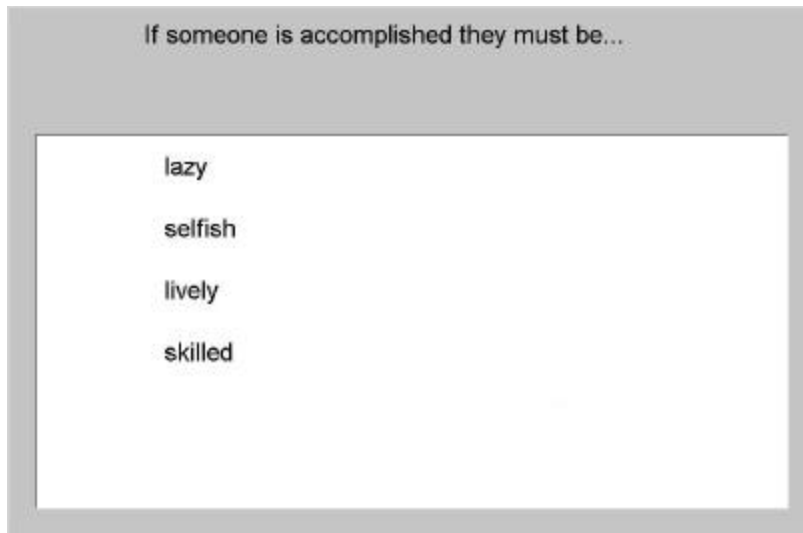 If someone is accomplished they must be...
lazy
selfish
lively
skilled